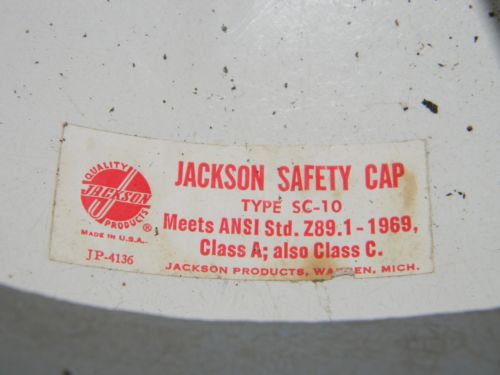 QUALITY
JACKSON
PRODUCTS
®
MADE IN U.S.A.
JP-4136
JACKSON SAFETY CAP
TYPE SC-10
Meets ANSI Std. Z89.1-1969,
Class A; also Class C.
JACKSON PRODUCTS, WARREN, MICH.